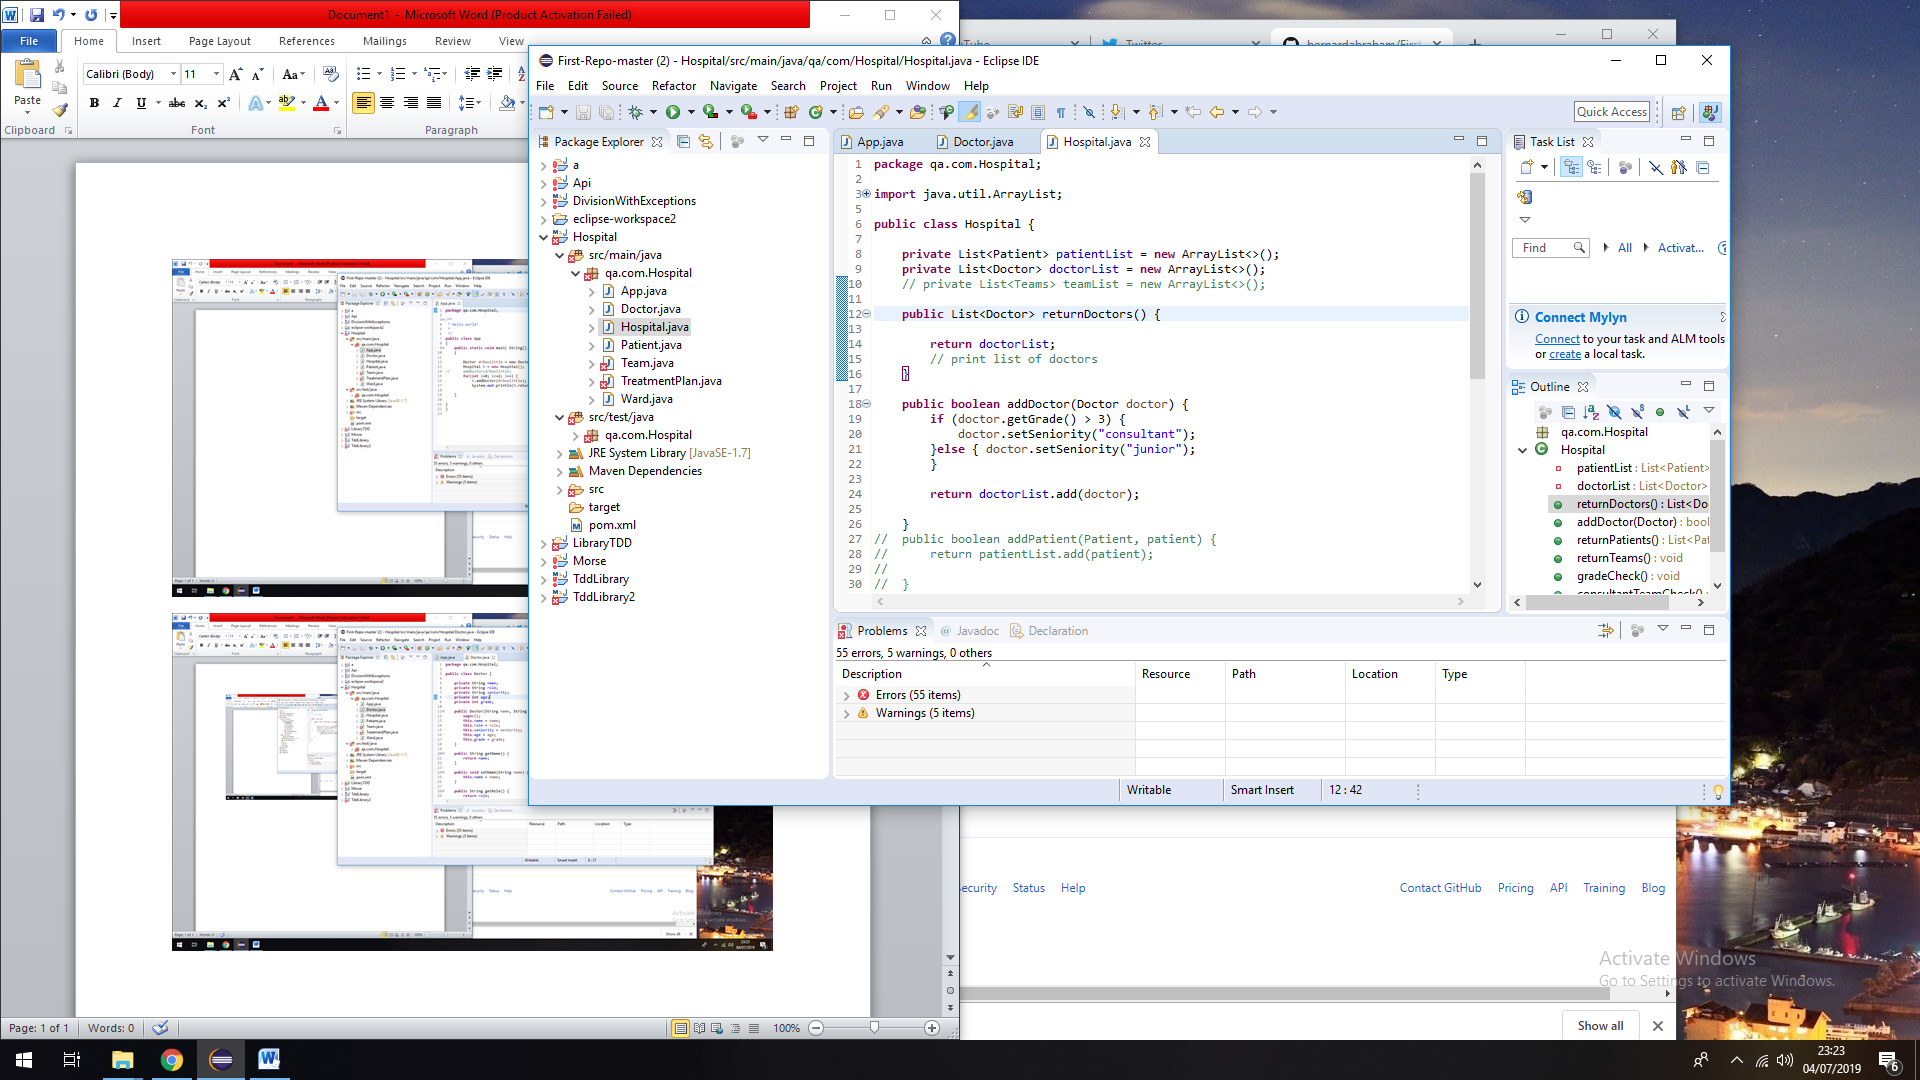 Document1 - Microsoft Word (Product Activation Failed)
File Home Insert Page Layout References Mailings Review View
Calibri (Body) 11
Paste
Clipboard Font Paragraph
Twitter
First-Repo-master (2) - Hospital/src/main/java/qa/com/Hospital/Hospital.java - Eclipse IDE
File Edit Source Refactor Navigate Search Project Run Window Help
Quick Access
Package Explorer
a
Api
DivisionWithExceptions
eclipse-workspace2
Hospital
src/main/java
qa.com.Hospital
App.java
Doctor.java
Hospital.java
Patient.java
Team.java
TreatmentPlan.java
Ward.java
src/test/java
qa.com.Hospital
JRE System Library [JavaSE-1.7]
Maven Dependencies
src
target
pom.xml
LibraryTDD
Morse
TddLibrary
TddLibrary2
App.java Doctor.java Hospital.java
1 package qa.com.Hospital;
2
3 import java.util.ArrayList;
5
6 public class Hospital {
7
8 private List<Patient> patientList = new ArrayList<>();
9 private List<Doctor> doctorList = new ArrayList<>();
10 // private List<Teams> teamList = new ArrayList<>();
11
12 public List<Doctor> returnDoctors() {
13
14 return doctorList;
15 // print list of doctors
16 }
17
18 public boolean addDoctor(Doctor doctor) {
19 if (doctor.getGrade() > 3) {
20 doctor.setSeniority("consultant");
21 }else { doctor.setSeniority("junior");
22 }
23
24 return doctorList.add(doctor);
25
26 }
27 // public boolean addPatient(Patient, patient) {
28 // return patientList.add(patient);
29 //
30 // }
Task List
Find All Activat...
Connect Mylyn
Connect to your task and ALM tools
or create a local task.
Outline
qa.com.Hospital
Hospital
patientList : List<Patient>
doctorList : List<Doctor>
returnDoctors() : List<Do
addDoctor(Doctor) : bool
returnPatients() : List<Pat
returnTeams() : void
gradeCheck() : void
Problems Javadoc Declaration
55 errors, 5 warnings, 0 others
Description Resource Path Location Type
Errors (55 items)
Warnings (5 items)
Writable Smart Insert 12 : 42
ecurity Status Help Contact GitHub Pricing API Training Blog
Activate Windows
Go to Settings to activate Windows.
Show all
Page: 1 of 1 Words: 0 100%
23:23
04/07/2019
6